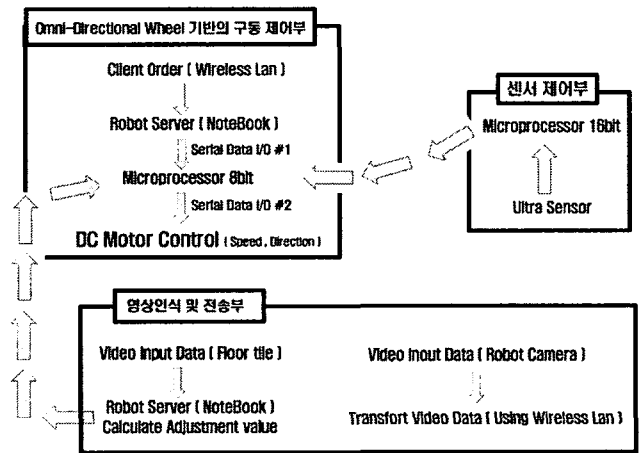 Omni-Directional Wheel 기반의 구동 제어부
Client Order ( Wireless Lan )
Robot Server ( NoteBook )
Serial Data I/O #1
Microprocessor 8bit
Serial Data I/O #2
DC Motor Control ( Speed , Direction )
센서 제어부
Microprocessor 16bit
Ultra Sensor
영상인식 및 전송부
Video Input Data ( Floor tile )
Robot Server ( NoteBook )
Calculate Adjustment value
Video Inout Data ( Robot Camera )
Transfort Video Data ( Using Wireless Lan )